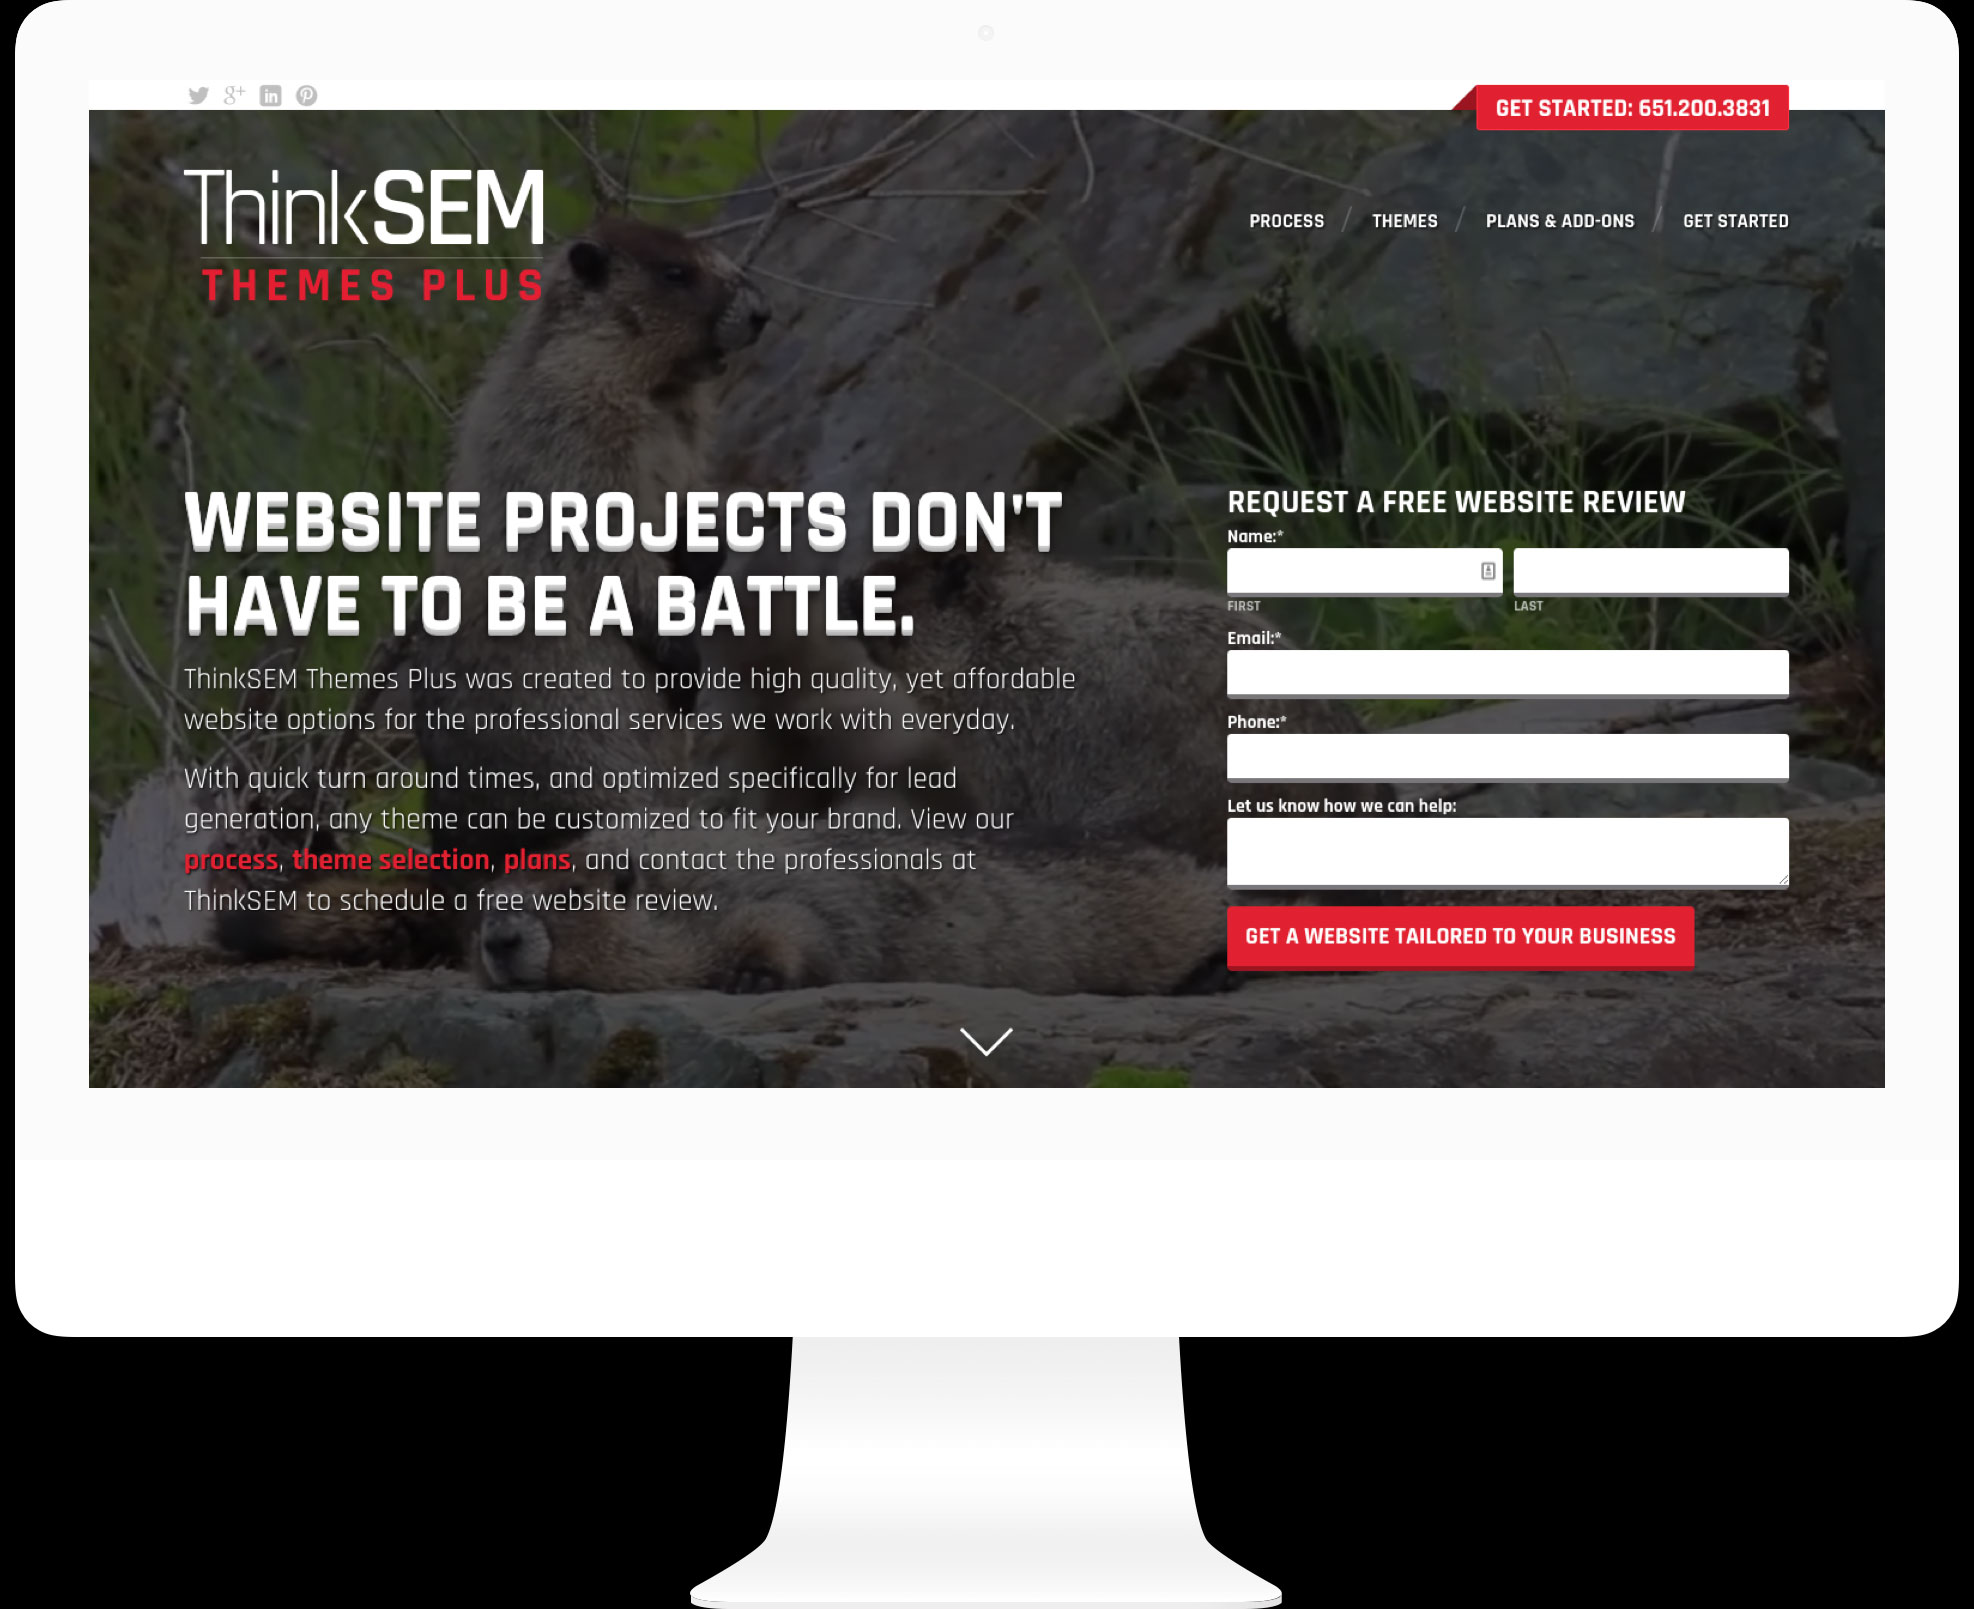 g+ in
GET STARTED: 651.200.3831
ThinkSEM
THEMES PLUS
PROCESS / THEMES / PLANS & ADD-ONS / GET STARTED
WEBSITE PROJECTS DON'T
HAVE TO BE A BATTLE.
ThinkSEM Themes Plus was created to provide high quality, yet affordable
website options for the professional services we work with everyday.
With quick turn around times, and optimized specifically for lead
generation, any theme can be customized to fit your brand. View our
process, theme selection, plans, and contact the professionals at
ThinkSEM to schedule a free website review.
REQUEST A FREE WEBSITE REVIEW
Name:*
FIRST
LAST
Email:*
Phone:*
Let us know how we can help:
GET A WEBSITE TAILORED TO YOUR BUSINESS